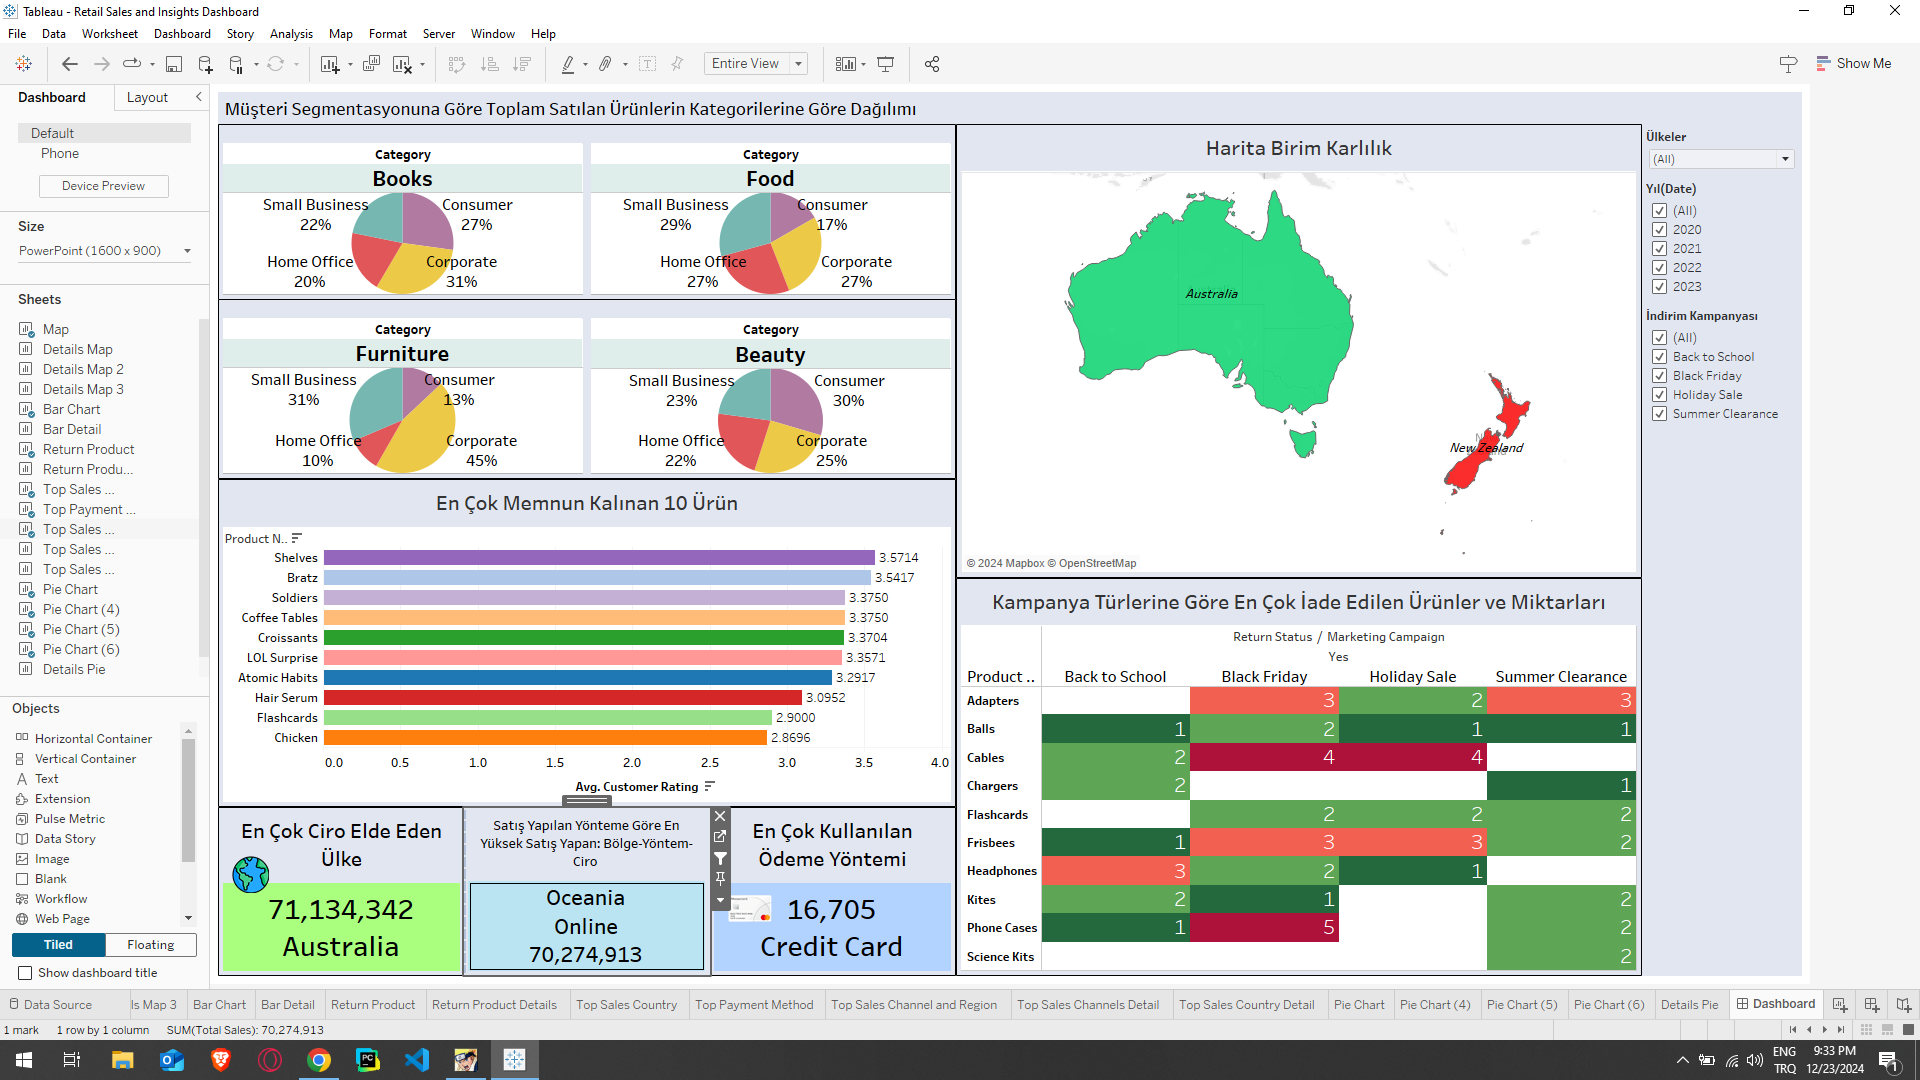 Tableau - Retail Sales and Insights Dashboard
File Data Worksheet Dashboard Story Analysis Map Format Server Window Help
Entire View
Show Me
Dashboard Layout
Default
Phone
Device Preview
Size
PowerPoint (1600 x 900)
Sheets
Map
Details Map
Details Map 2
Details Map 3
Bar Chart
Bar Detail
Return Product
Return Produ...
Top Sales ...
Top Payment ...
Top Sales ...
Top Sales ...
Top Sales ...
Pie Chart
Pie Chart (4)
Pie Chart (5)
Pie Chart (6)
Details Pie
Objects
Horizontal Container
Vertical Container
Text
Extension
Pulse Metric
Data Story
Image
Blank
Workflow
Web Page
Tiled Floating
Show dashboard title
Müşteri Segmentasyonuna Göre Toplam Satılan Ürünlerin Kategorilerine Göre Dağılımı
Category
Books
Small Business
22%
Consumer
27%
Home Office
20%
Corporate
31%
Category
Food
Small Business
29%
Consumer
17%
Home Office
27%
Corporate
27%
Category
Furniture
Small Business
31%
Consumer
13%
Home Office
10%
Corporate
45%
Category
Beauty
Small Business
23%
Consumer
30%
Home Office
22%
Corporate
25%
En Çok Memnun Kalınan 10 Ürün
Product N..
Shelves 3.5714
Bratz 3.5417
Soldiers 3.3750
Coffee Tables 3.3750
Croissants 3.3704
LOL Surprise 3.3571
Atomic Habits 3.2917
Hair Serum 3.0952
Flashcards 2.9000
Chicken 2.8696
0.0 0.5 1.0 1.5 2.0 2.5 3.0 3.5 4.0
Avg. Customer Rating
En Çok Ciro Elde Eden
Ülke
71,134,342
Australia
Satış Yapılan Yönteme Göre En
Yüksek Satış Yapan: Bölge-Yöntem-
Ciro
Oceania
Online
70,274,913
En Çok Kullanılan
Ödeme Yöntemi
16,705
Credit Card
Harita Birim Karlılık
Australia
New Zealand
© 2024 Mapbox © OpenStreetMap
Kampanya Türlerine Göre En Çok İade Edilen Ürünler ve Miktarları
Return Status / Marketing Campaign
Yes
Product .. Back to School Black Friday Holiday Sale Summer Clearance
Adapters 3 2 3
Balls 1 2 1 1
Cables 2 4 4
Chargers 2 1
Flashcards 2 2 2
Frisbees 1 3 3 2
Headphones 3 2 1
Kites 2 1 2
Phone Cases 1 5 2
Science Kits 2
Ülkeler
(All)
Yıl(Date)
(All)
2020
2021
2022
2023
İndirim Kampanyası
(All)
Back to School
Black Friday
Holiday Sale
Summer Clearance
Data Source ls Map 3 Bar Chart Bar Detail Return Product Return Product Details Top Sales Country Top Payment Method Top Sales Channel and Region Top Sales Channels Detail Top Sales Country Detail Pie Chart Pie Chart (4) Pie Chart (5) Pie Chart (6) Details Pie Dashboard
1 mark 1 row by 1 column SUM(Total Sales): 70,274,913
PC
ENG
TRQ
9:33 PM
12/23/2024
1